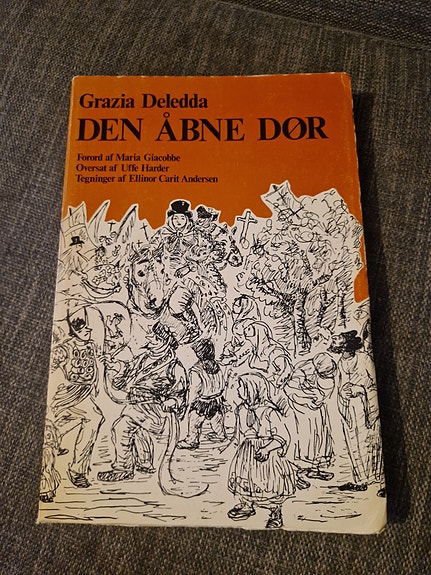 Grazia Deledda
DEN ÅBNE DØR
Forord af Maria Giacobbe
Oversat af Uffe Harder
Tegninger af Ellinor Carit Andersen